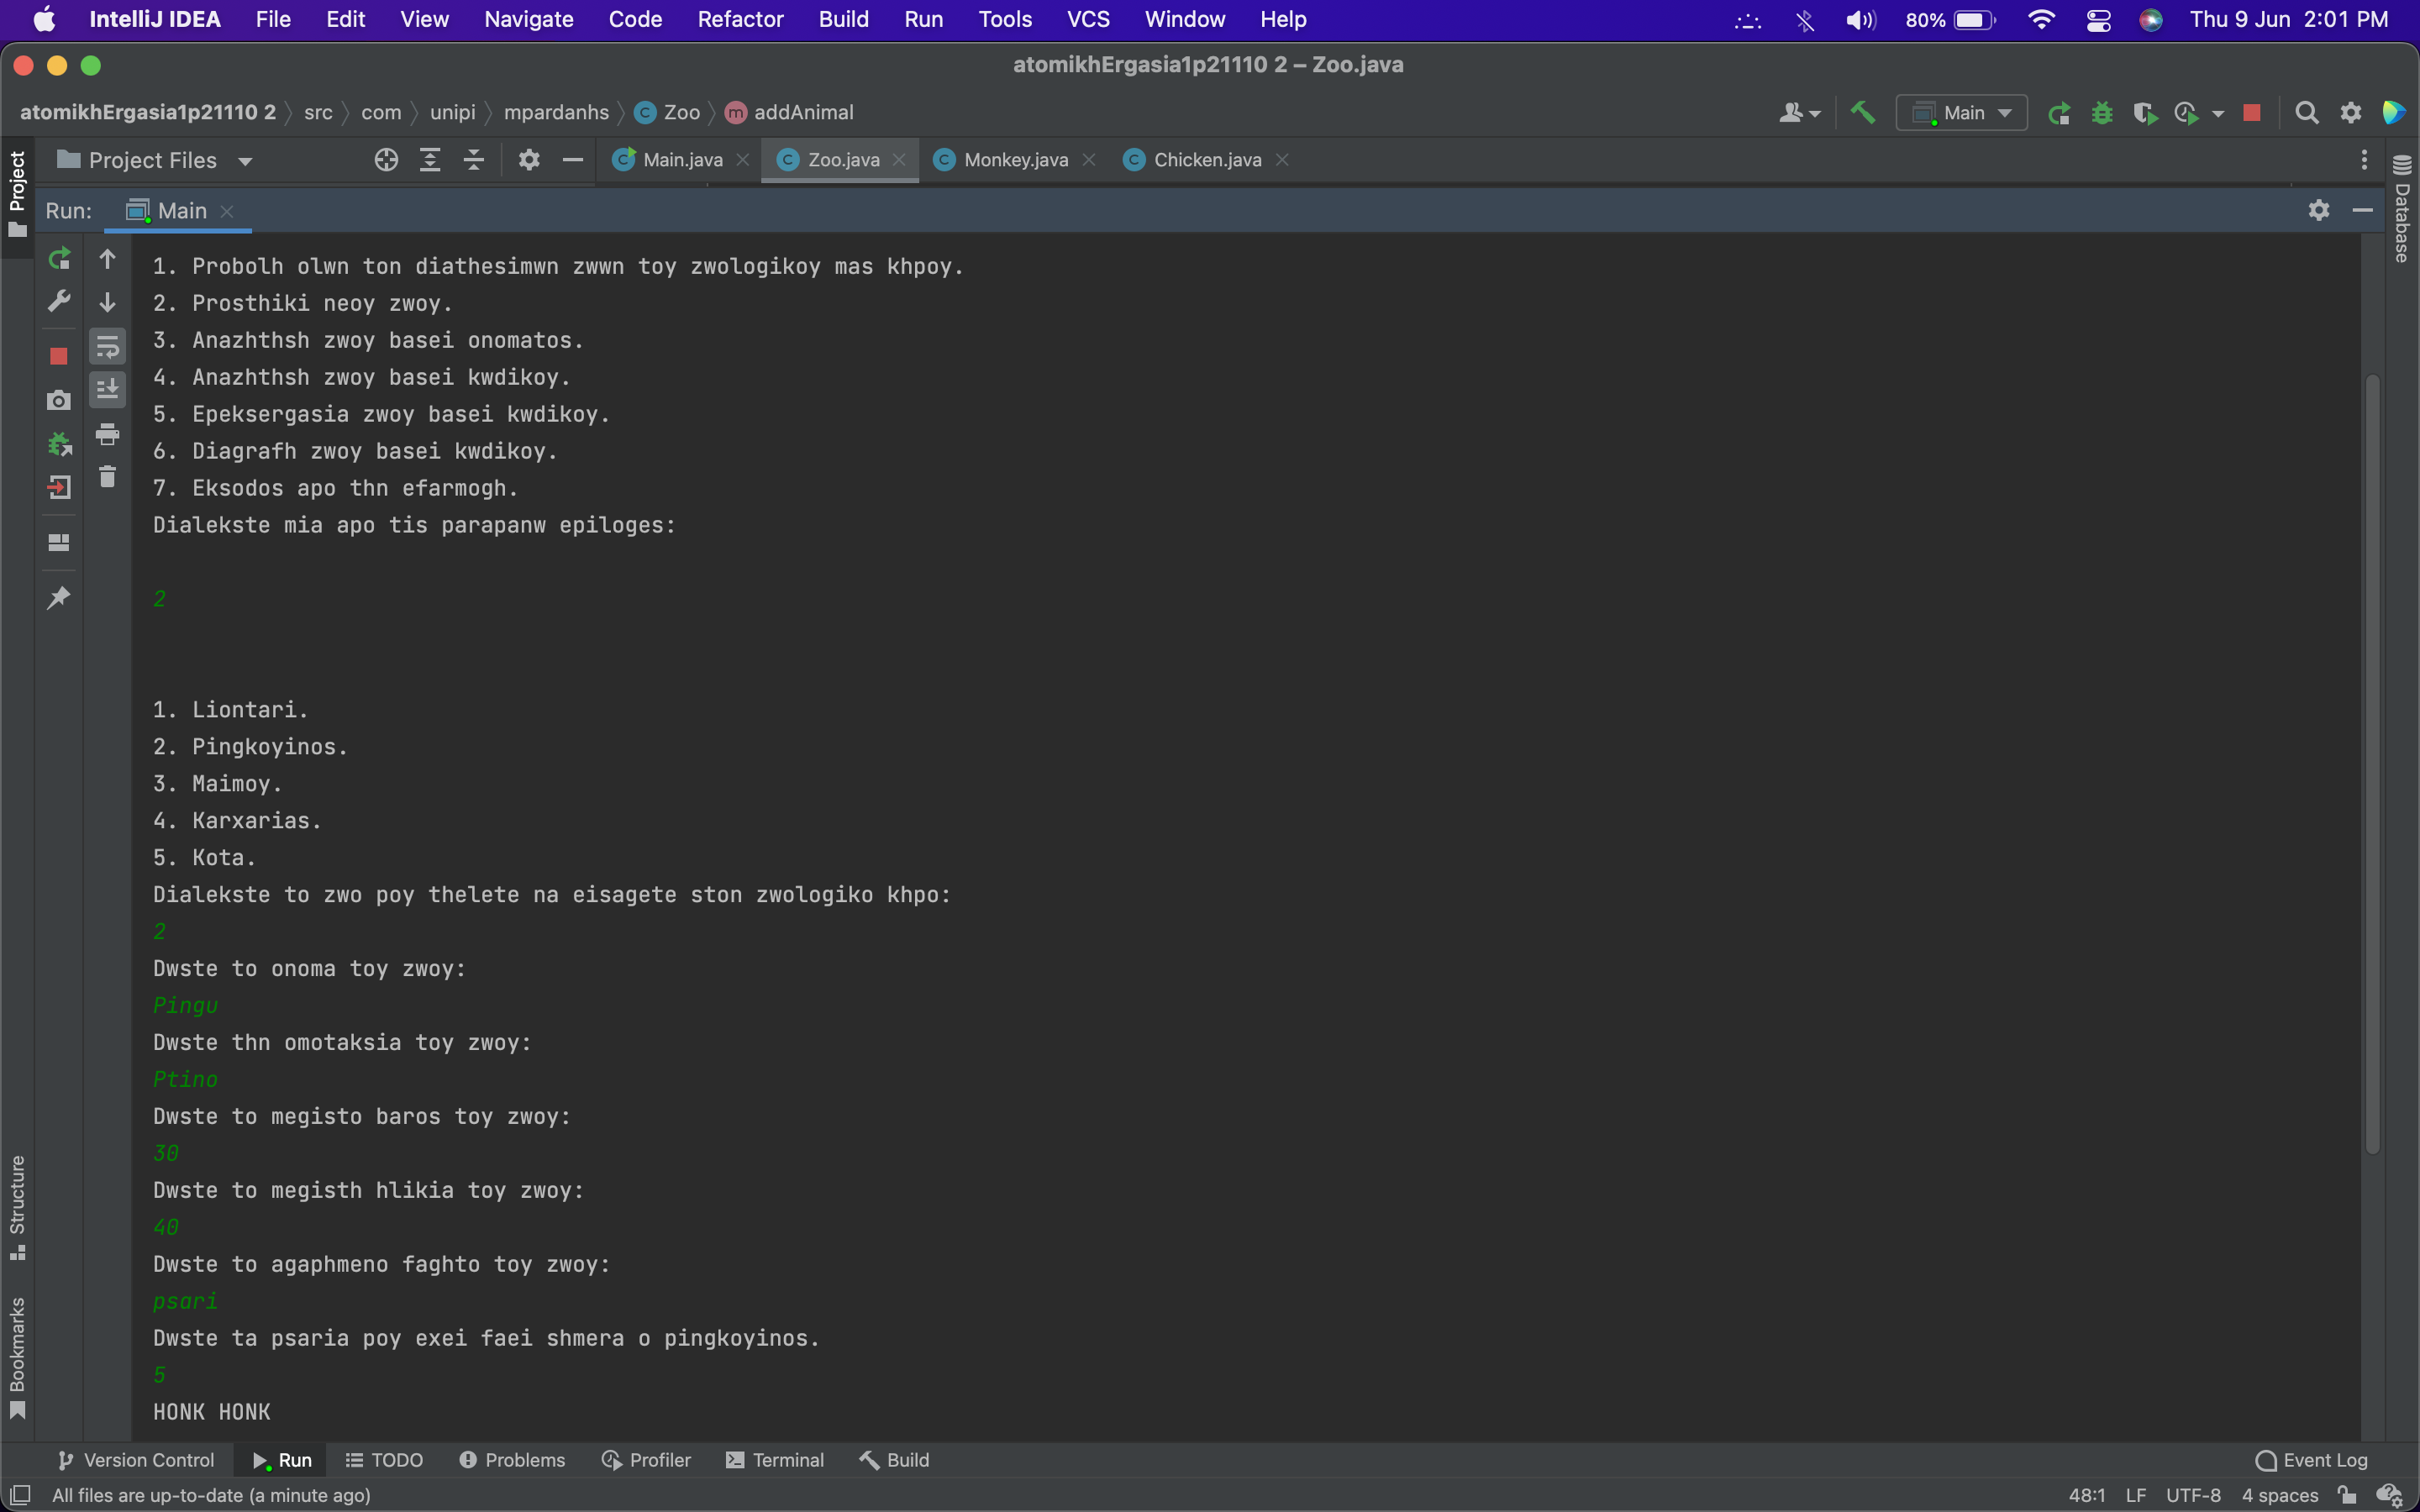 IntelliJ IDEA File Edit View Navigate Code Refactor Build Run Tools VCS Window Help 80% Thu 9 Jun 2:01 PM
atomikhErgasia1p21110 2 – Zoo.java
atomikhErgasia1p21110 2 src com unipi mpardanhs Zoo addAnimal Main
Project Project Files Main.java Zoo.java Monkey.java Chicken.java Database
Run: Main
1. Probolh olwn ton diathesimwn zwwn toy zwologikoy mas khpoy.
2. Prosthiki neoy zwoy.
3. Anazhthsh zwoy basei onomatos.
4. Anazhthsh zwoy basei kwdikoy.
5. Epeksergasia zwoy basei kwdikoy.
6. Diagrafh zwoy basei kwdikoy.
7. Eksodos apo thn efarmogh.
Dialekste mia apo tis parapanw epiloges:
2
1. Liontari.
2. Pingkoyinos.
3. Maimoy.
4. Karxarias.
5. Kota.
Dialekste to zwo poy thelete na eisagete ston zwologiko khpo:
2
Dwste to onoma toy zwoy:
Pingu
Dwste thn omotaksia toy zwoy:
Ptino
Dwste to megisto baros toy zwoy:
30
Dwste to megisth hlikia toy zwoy:
40
Dwste to agaphmeno faghto toy zwoy:
psari
Dwste ta psaria poy exei faei shmera o pingkoyinos.
5
HONK HONK
Structure
Bookmarks
Version Control Run TODO Problems Profiler Terminal Build Event Log
All files are up-to-date (a minute ago) 48:1 LF UTF-8 4 spaces